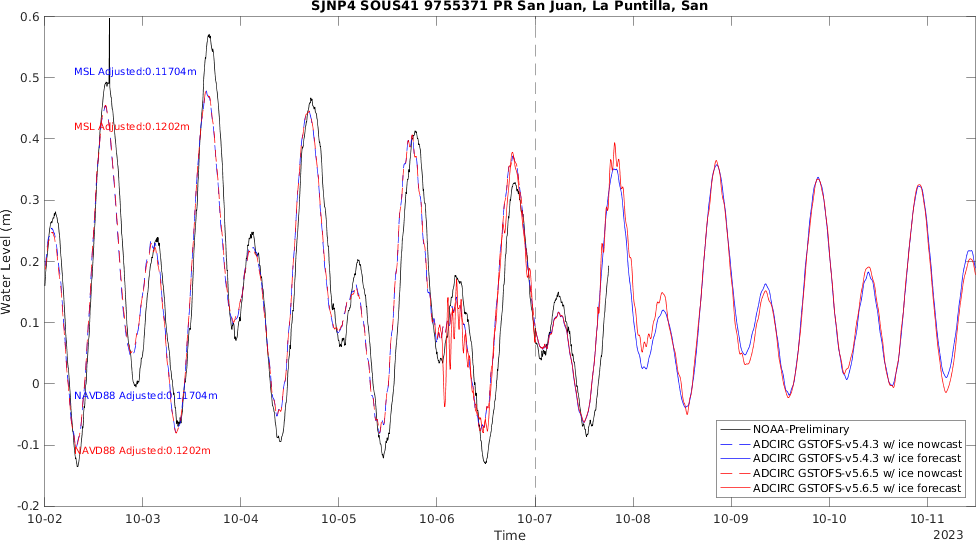 SJNP4 SOUS41 9755371 PR San Juan, La Puntilla, San
0.6
0.5
0.4
0.3
0.2
0.1
0
-0.1
-0.2
Water Level (m)
MSL Adjusted:0.11704m
MSL Adjusted:0.1202m
NAVD88 Adjusted:0.11704m
NAVD88 Adjusted:0.1202m
NOAA-Preliminary
ADCIRC GSTOFS-v5.4.3 w/ ice nowcast
ADCIRC GSTOFS-v5.4.3 w/ ice forecast
ADCIRC GSTOFS-v5.6.5 w/ ice nowcast
ADCIRC GSTOFS-v5.6.5 w/ ice forecast
10-02 10-03 10-04 10-05 10-06 10-07 10-08 10-09 10-10 10-11
Time
2023